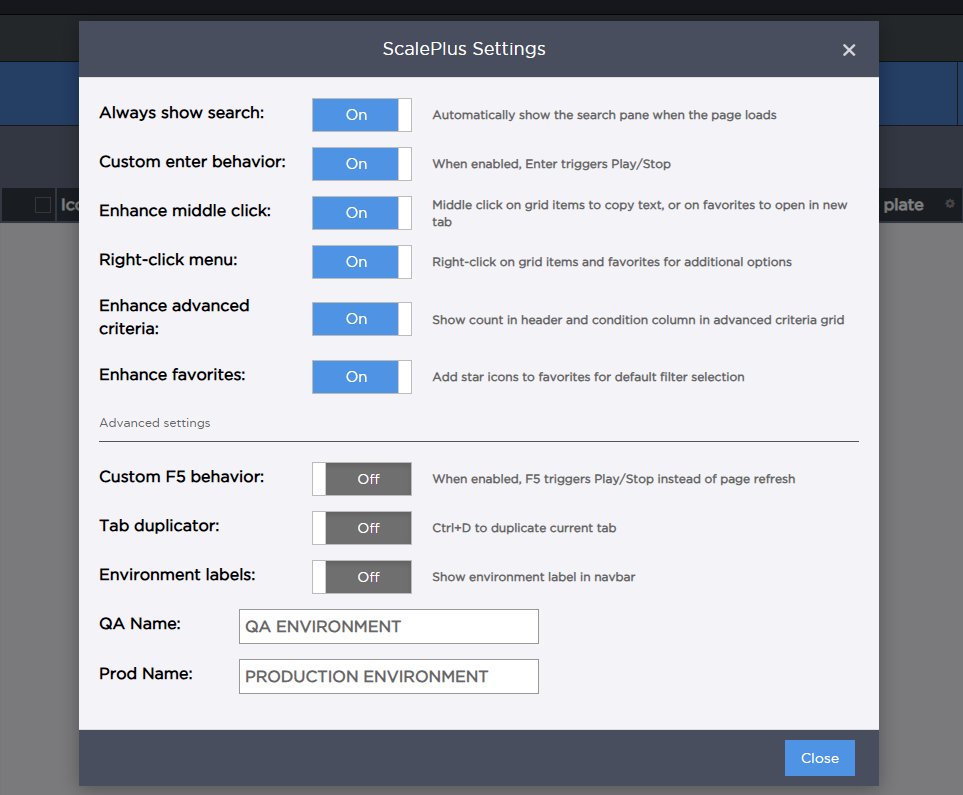 ScalePlus Settings
×
Always show search:
On
Automatically show the search pane when the page loads
Custom enter behavior:
On
When enabled, Enter triggers Play/Stop
Enhance middle click:
On
Middle click on grid items to copy text, or on favorites to open in new
tab
Right-click menu:
On
Right-click on grid items and favorites for additional options
Enhance advanced
criteria:
On
Show count in header and condition column in advanced criteria grid
Enhance favorites:
On
Add star icons to favorites for default filter selection
Advanced settings
Custom F5 behavior:
Off
When enabled, F5 triggers Play/Stop instead of page refresh
Tab duplicator:
Off
Ctrl+D to duplicate current tab
Environment labels:
Off
Show environment label in navbar
QA Name:
QA ENVIRONMENT
Prod Name:
PRODUCTION ENVIRONMENT
Close
plate